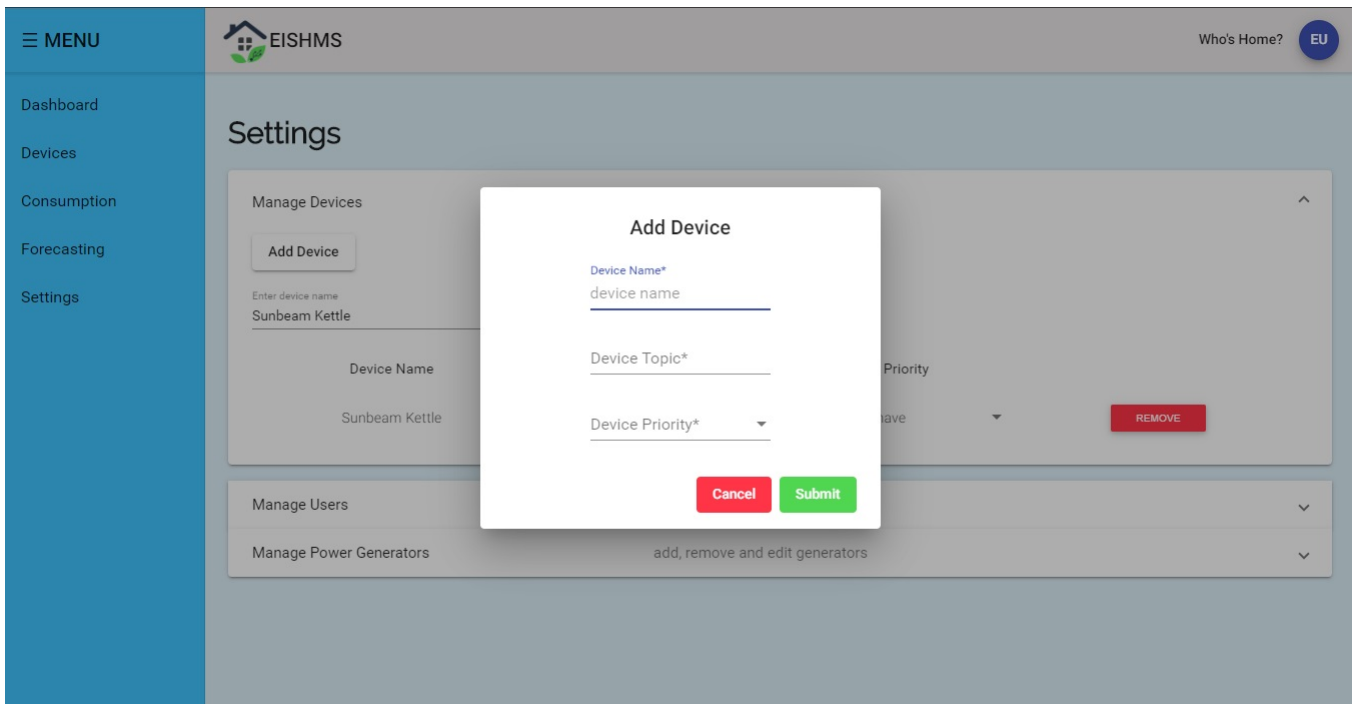 ☰ MENU
EISHMS
Who's Home?
EU
Dashboard
Devices
Consumption
Forecasting
Settings
Settings
Manage Devices
Add Device
Enter device name
Sunbeam Kettle
Device Name
Priority
Sunbeam Kettle
REMOVE
Add Device
Device Name*
device name
Device Topic*
Device Priority*
Cancel
Submit
Manage Users
Manage Power Generators
add, remove and edit generators